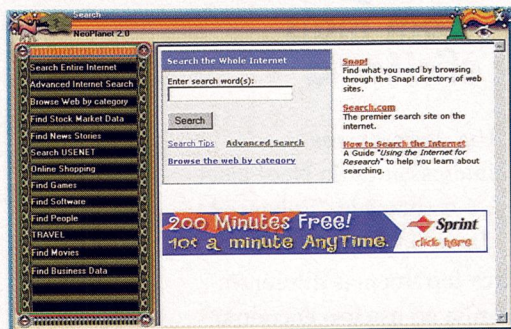 Search
NeoPlanet 2.0
Search Entire Internet
Advanced Internet Search
Browse Web by category
Find Stock Market Data
Find News Stories
Search USENET
Online Shopping
Find Games
Find Software
Find People
TRAVEL
Find Movies
Find Business Data
Search the Whole Internet
Enter search word(s):
Search
Search Tips Advanced Search
Browse the web by category
Snap!
Find what you need by browsing
through the Snap! directory of web
sites.
Search.com
The premier search site on the
internet.
How to Search the Internet
A Guide "Using the Internet for
Research" to help you learn about
searching.
200 Minutes Free!
10¢ a minute AnyTime.
Sprint
click here